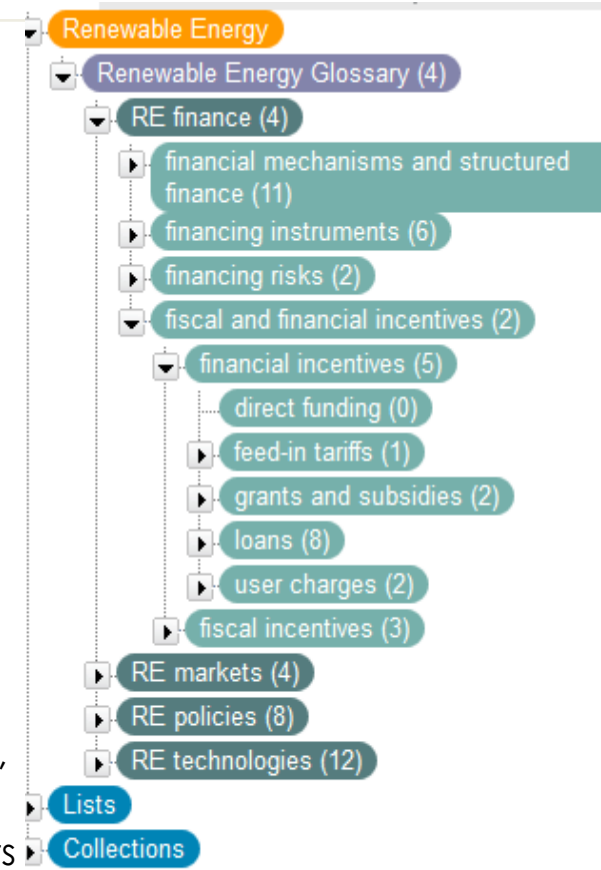 Renewable Energy
Renewable Energy Glossary (4)
RE finance (4)
financial mechanisms and structured
finance (11)
financing instruments (6)
financing risks (2)
fiscal and financial incentives (2)
financial incentives (5)
direct funding (0)
feed-in tariffs (1)
grants and subsidies (2)
loans (8)
user charges (2)
fiscal incentives (3)
RE markets (4)
RE policies (8)
RE technologies (12)
Lists
Collections